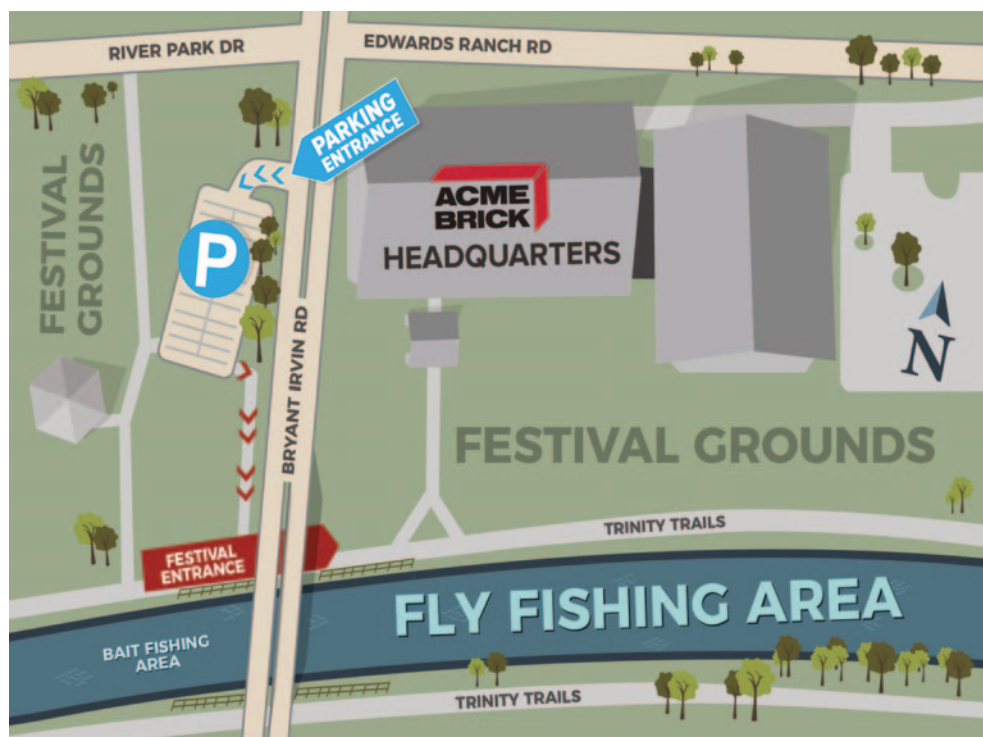 RIVER PARK DR
EDWARDS RANCH RD
PARKING
ENTRANCE
FESTIVAL
GROUNDS
P
ACME
BRICK
HEADQUARTERS
BRYANT IRVIN RD
N
FESTIVAL GROUNDS
TRINITY TRAILS
FESTIVAL
ENTRANCE
FLY FISHING AREA
BAIT FISHING
AREA
TRINITY TRAILS